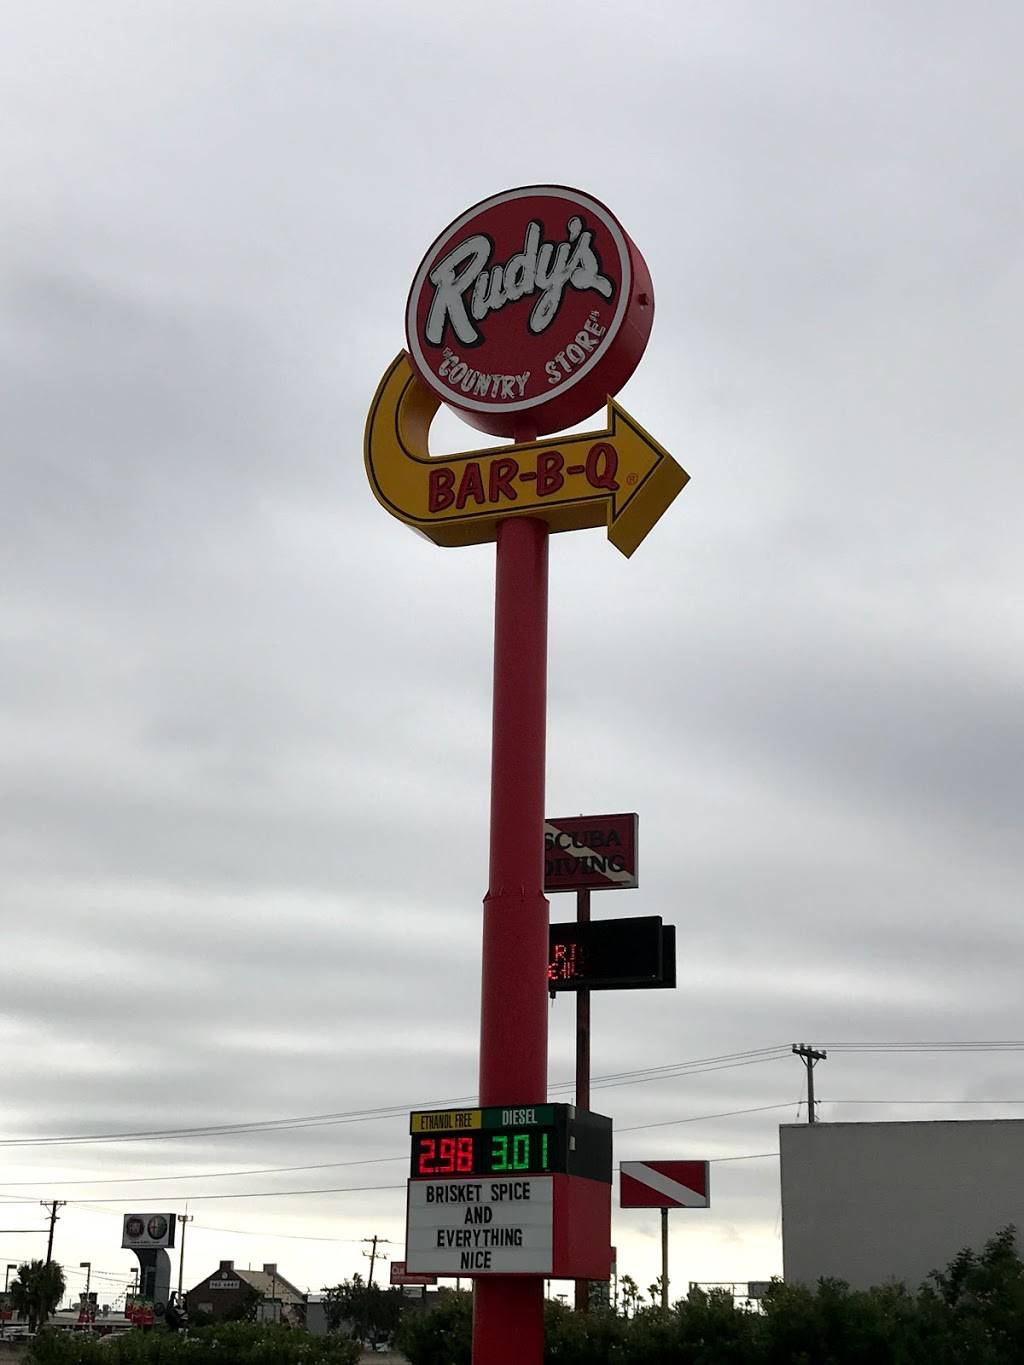 Rudy's
"COUNTRY STORE"
BAR-B-Q ®
SCUBA
DIVING
ETHANOL FREE DIESEL
2.98 3.01
BRISKET SPICE
AND
EVERYTHING
NICE